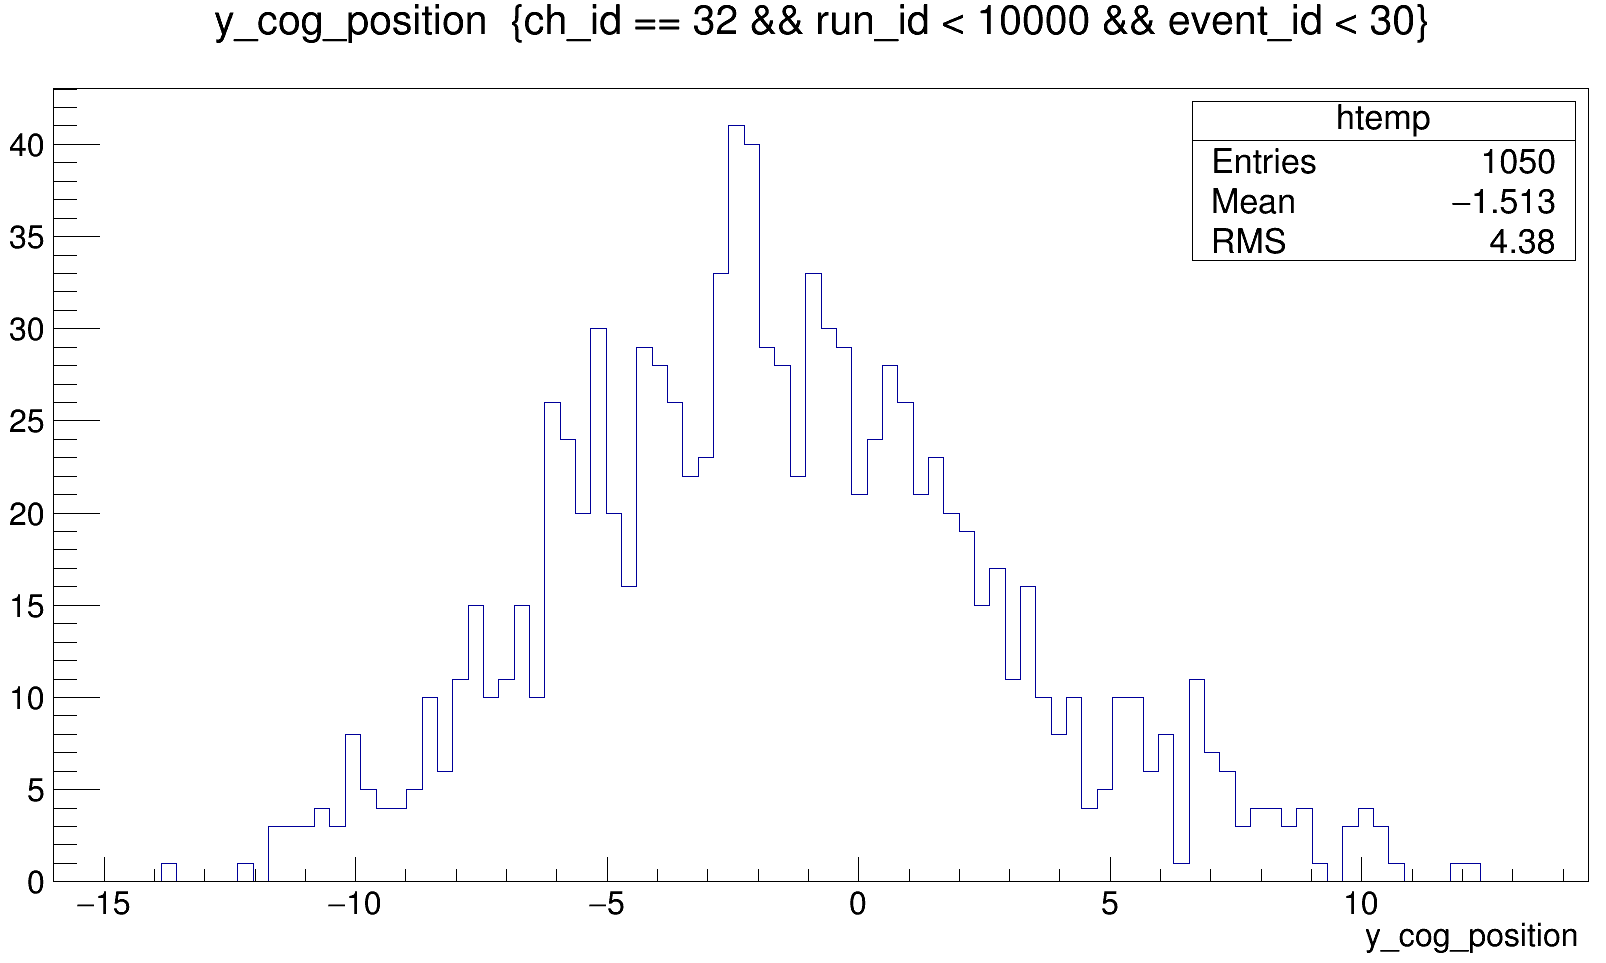 y_cog_position {ch_id == 32 && run_id < 10000 && event_id < 30}
htemp
Entries 1050
Mean −1.513
RMS 4.38
40
35
30
25
20
15
10
5
0
−15 −10 −5 0 5 10
y_cog_position